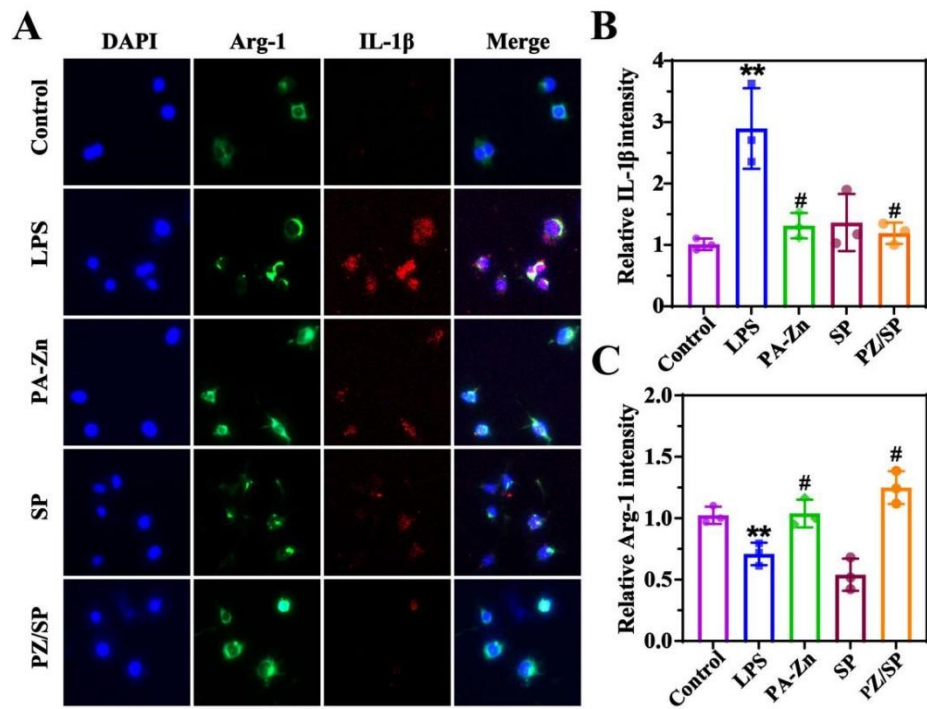 A
DAPI Arg-1 IL-1β Merge
Control
LPS
PA-Zn
SP
PZ/SP
B
Relative IL-1β intensity
4
3
2
1
0
**
#
#
Control LPS PA-Zn SP PZ/SP
C
Relative Arg-1 intensity
2.0
1.5
1.0
0.5
0.0
**
#
#
Control LPS PA-Zn SP PZ/SP